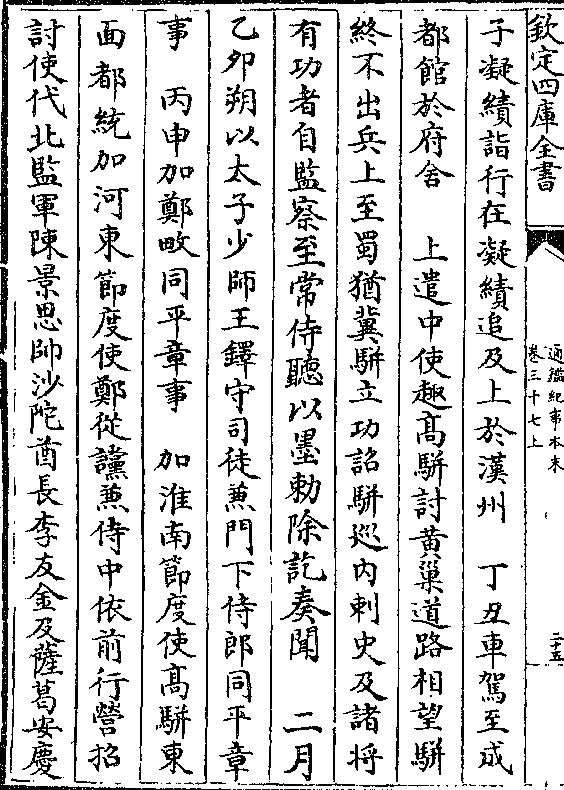 欽定四庫全書
通鑑紀事本末
卷三十七上
二十五
子凝績詣行在凝績追及上於漢州　丁丑車駕至成
都館於府舍　上遣中使趣高駢討黄巢道路相望駢
終不出兵上至蜀猶冀駢立功詔駢巡内刺史及諸将
有功者自監察至常侍聽以墨勅除訖奏聞　二月
乙卯朔以太子少師王鐸守司徒兼門下侍郎同平章
事　丙申加鄭畋同平章事　加淮南節度使高駢東
面都統加河東節度使鄭從讜兼侍中依前行營招
討使代北監軍陳景思帥沙陀酋長李友金及薩葛安慶